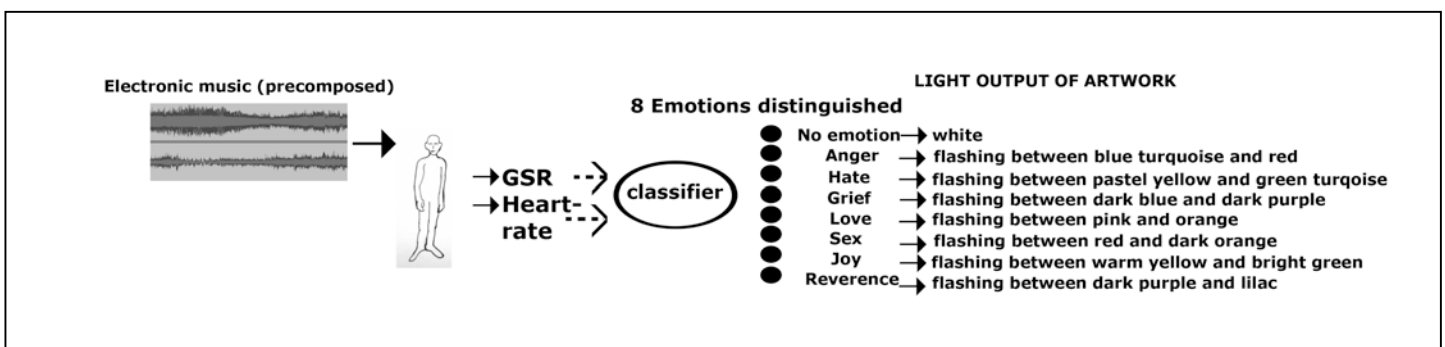 Electronic music (precomposed)
LIGHT OUTPUT OF ARTWORK
8 Emotions distinguished
GSR
Heart-
rate
classifier
No emotion white
Anger flashing between blue turquoise and red
Hate flashing between pastel yellow and green turqoise
Grief flashing between dark blue and dark purple
Love flashing between pink and orange
Sex flashing between red and dark orange
Joy flashing between warm yellow and bright green
Reverence flashing between dark purple and lilac